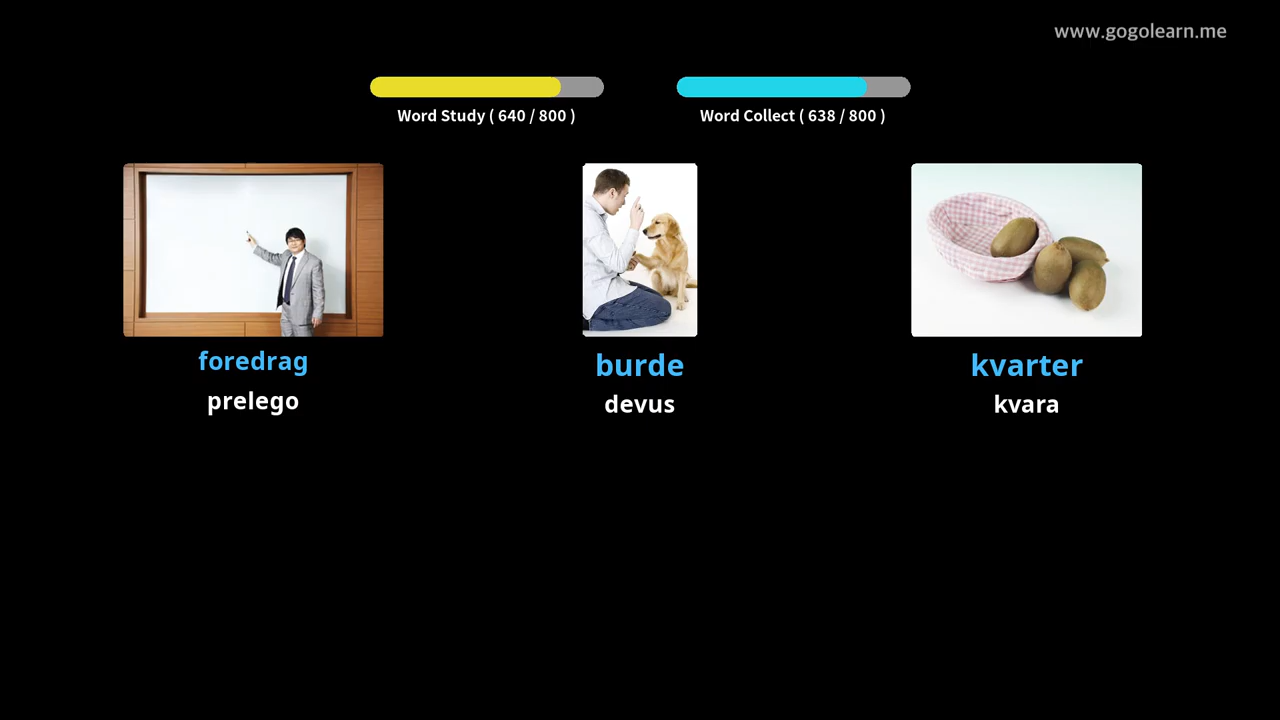 www.gogolearn.me
Word Study ( 640 / 800 )
Word Collect ( 638 / 800 )
foredrag
prelego
burde
devus
kvarter
kvara